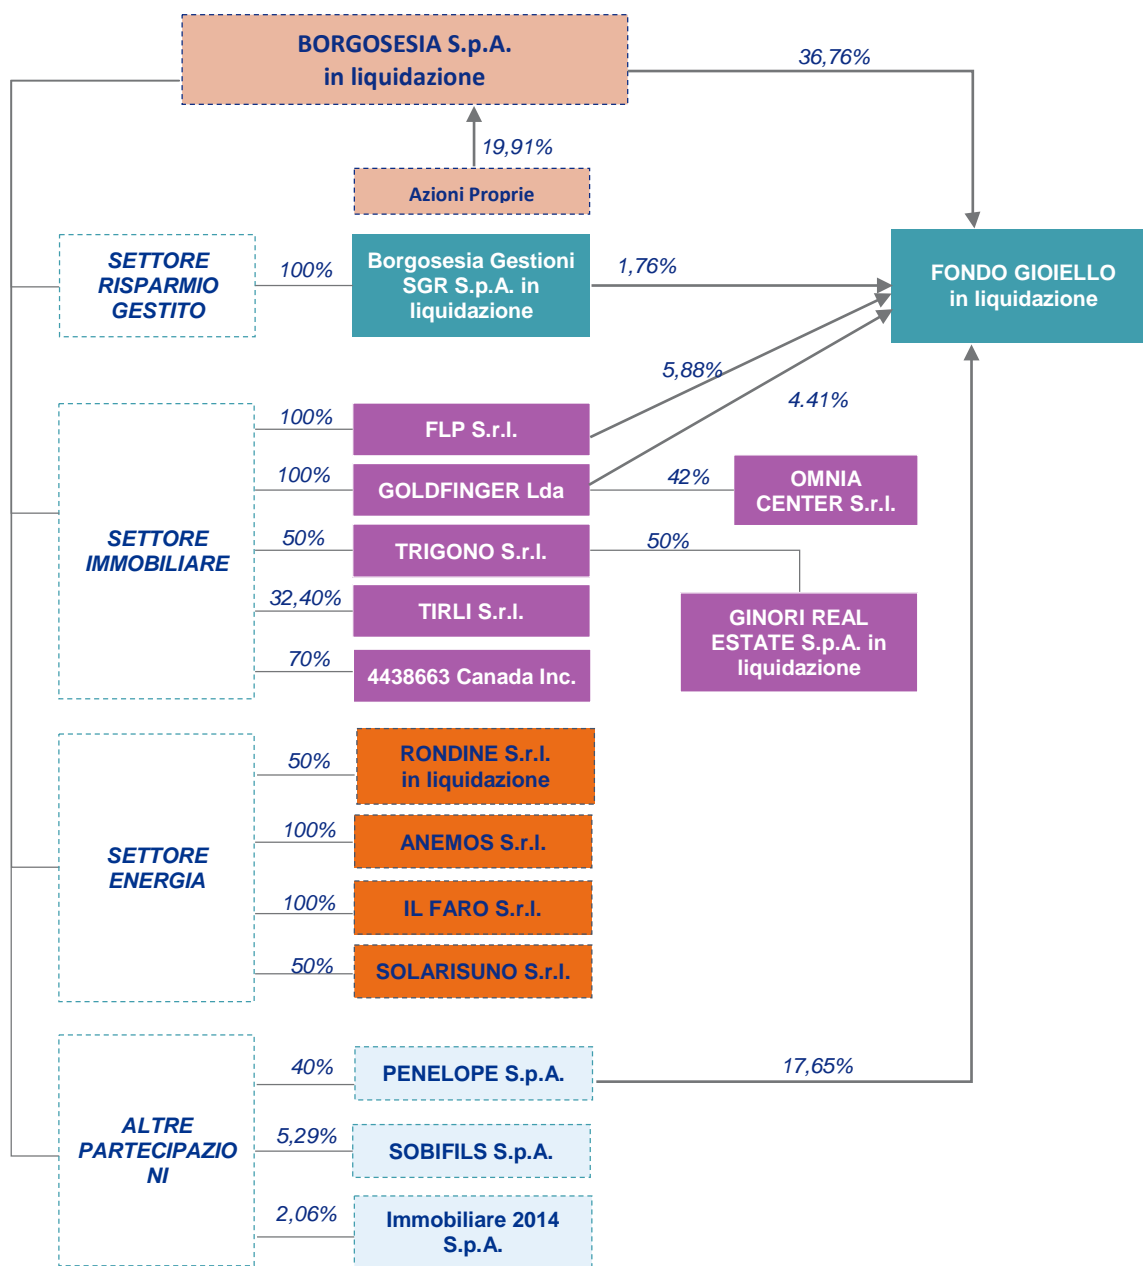 BORGOSESIA S.p.A.
in liquidazione
36,76%
19,91%
Azioni Proprie
SETTORE
RISPARMIO
GESTITO
100%
Borgosesia Gestioni
SGR S.p.A. in
liquidazione
1,76%
FONDO GIOIELLO
in liquidazione
5,88%
4.41%
SETTORE
IMMOBILIARE
100%
FLP S.r.l.
100%
GOLDFINGER Lda
42%
OMNIA
CENTER S.r.l.
50%
TRIGONO S.r.l.
50%
GINORI REAL
ESTATE S.p.A. in
liquidazione
32,40%
TIRLI S.r.l.
70%
4438663 Canada Inc.
SETTORE
ENERGIA
50%
RONDINE S.r.l.
in liquidazione
100%
ANEMOS S.r.l.
100%
IL FARO S.r.l.
50%
SOLARISUNO S.r.l.
ALTRE
PARTECIPAZIO
NI
40%
PENELOPE S.p.A.
17,65%
5,29%
SOBIFILS S.p.A.
2,06%
Immobiliare 2014
S.p.A.